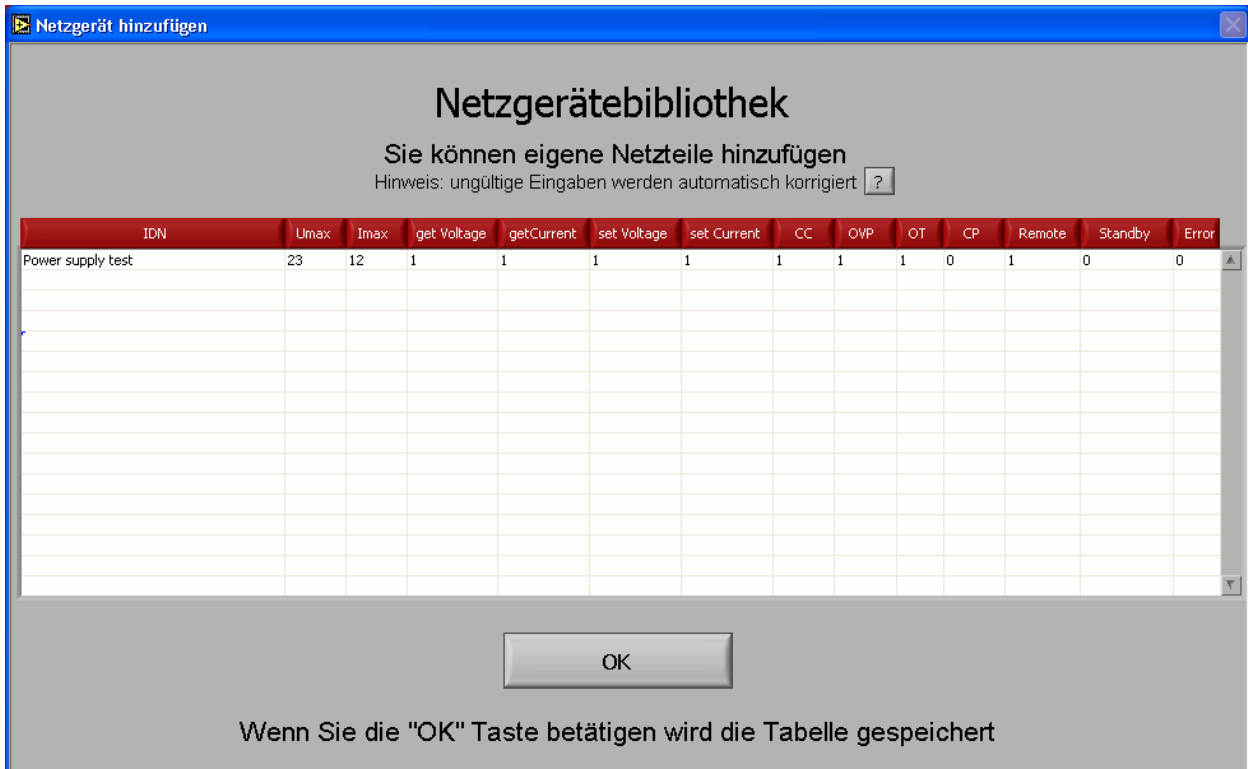 Netzgerät hinzufügen
Netzgerätebibliothek
Sie können eigene Netzteile hinzufügen
Hinweis: ungültige Eingaben werden automatisch korrigiert ?
IDN Umax Imax get Voltage getCurrent set Voltage set Current CC OVP OT CP Remote Standby Error
Power supply test 23 12 1 1 1 1 1 1 1 0 1 0 0
OK
Wenn Sie die "OK" Taste betätigen wird die Tabelle gespeichert